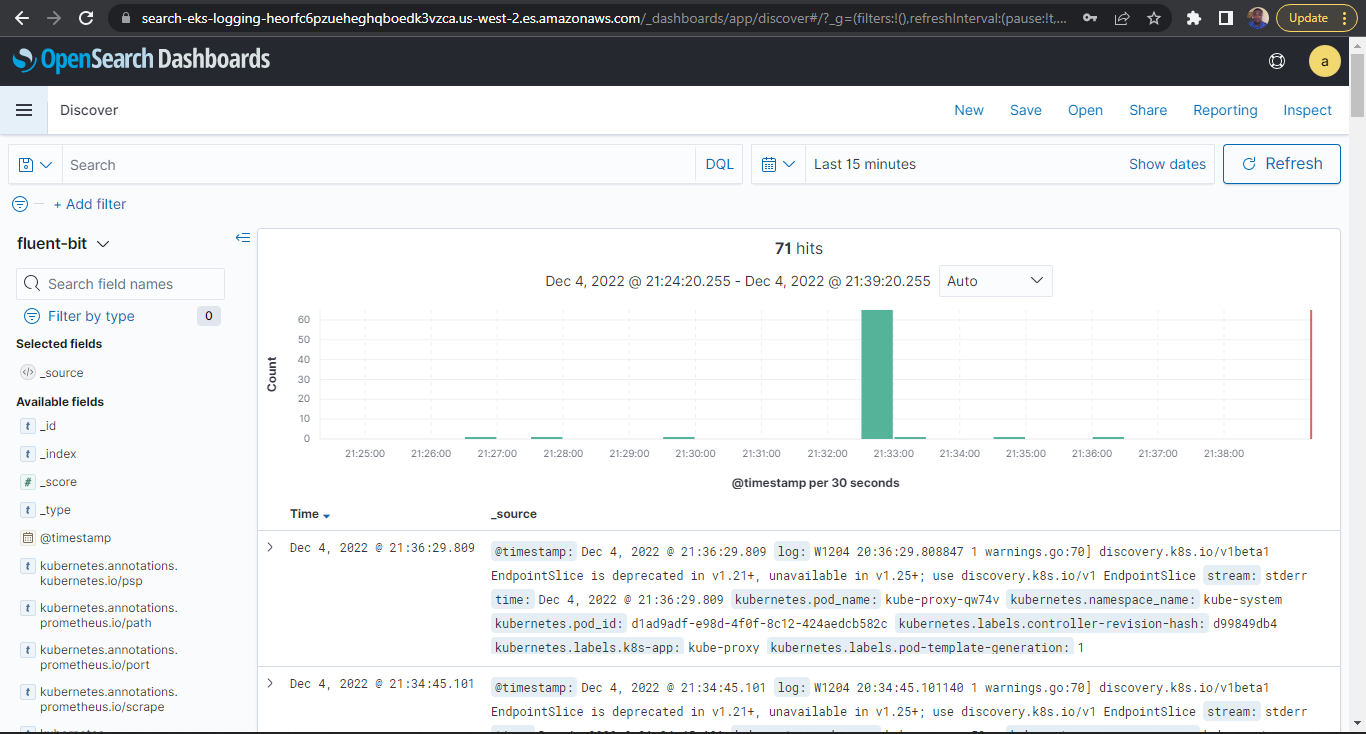 search-eks-logging-heorfc6pzueheghqboedk3vzca.us-west-2.es.amazonaws.com/_dashboards/app/discover#/?_g=(filters:!(),refreshInterval:(pause:!t,...
Update
OpenSearch Dashboards
a
Discover
New Save Open Share Reporting Inspect
Search
DQL
Last 15 minutes
Show dates
Refresh
+ Add filter
fluent-bit
Search field names
Filter by type 0
Selected fields
_source
Available fields
t _id
t _index
# _score
t _type
@timestamp
t kubernetes.annotations.
kubernetes.io/psp
t kubernetes.annotations.
prometheus.io/path
t kubernetes.annotations.
prometheus.io/port
t kubernetes.annotations.
prometheus.io/scrape
71 hits
Dec 4, 2022 @ 21:24:20.255 - Dec 4, 2022 @ 21:39:20.255 Auto
60
50
40
30
20
10
0
Count
21:25:00 21:26:00 21:27:00 21:28:00 21:29:00 21:30:00 21:31:00 21:32:00 21:33:00 21:34:00 21:35:00 21:36:00 21:37:00 21:38:00
@timestamp per 30 seconds
Time _source
Dec 4, 2022 @ 21:36:29.809
@timestamp: Dec 4, 2022 @ 21:36:29.809 log: W1204 20:36:29.808847 1 warnings.go:70] discovery.k8s.io/v1beta1
EndpointSlice is deprecated in v1.21+, unavailable in v1.25+; use discovery.k8s.io/v1 EndpointSlice stream: stderr
time: Dec 4, 2022 @ 21:36:29.809 kubernetes.pod_name: kube-proxy-qw74v kubernetes.namespace_name: kube-system
kubernetes.pod_id: d1ad9adf-e98d-4f0f-8c12-424aedcb582c kubernetes.labels.controller-revision-hash: d99849db4
kubernetes.labels.k8s-app: kube-proxy kubernetes.labels.pod-template-generation: 1
Dec 4, 2022 @ 21:34:45.101
@timestamp: Dec 4, 2022 @ 21:34:45.101 log: W1204 20:34:45.101140 1 warnings.go:70] discovery.k8s.io/v1beta1
EndpointSlice is deprecated in v1.21+, unavailable in v1.25+; use discovery.k8s.io/v1 EndpointSlice stream: stderr